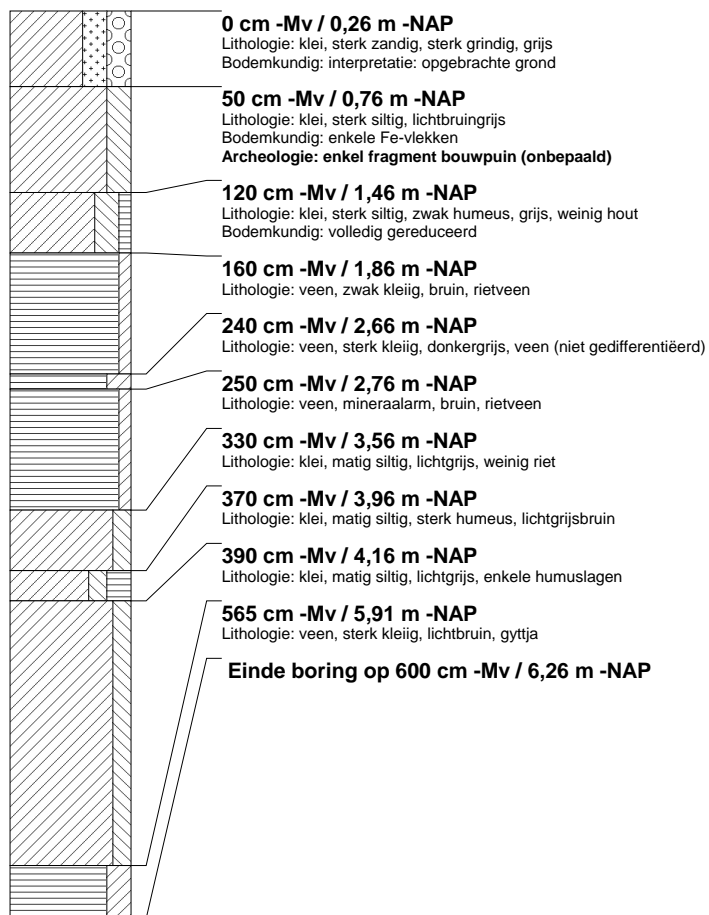 0 cm -Mv / 0,26 m -NAP
Lithologie: klei, sterk zandig, sterk grindig, grijs
Bodemkundig: interpretatie: opgebrachte grond
50 cm -Mv / 0,76 m -NAP
Lithologie: klei, sterk siltig, lichtbruingrijs
Bodemkundig: enkele Fe-vlekken
Archeologie: enkel fragment bouwpuin (onbepaald)
120 cm -Mv / 1,46 m -NAP
Lithologie: klei, sterk siltig, zwak humeus, grijs, weinig hout
Bodemkundig: volledig gereduceerd
160 cm -Mv / 1,86 m -NAP
Lithologie: veen, zwak kleiig, bruin, rietveen
240 cm -Mv / 2,66 m -NAP
Lithologie: veen, sterk kleiig, donkergrijs, veen (niet gedifferentiëerd)
250 cm -Mv / 2,76 m -NAP
Lithologie: veen, mineraalarm, bruin, rietveen
330 cm -Mv / 3,56 m -NAP
Lithologie: klei, matig siltig, lichtgrijs, weinig riet
370 cm -Mv / 3,96 m -NAP
Lithologie: klei, matig siltig, sterk humeus, lichtgrijsbruin
390 cm -Mv / 4,16 m -NAP
Lithologie: klei, matig siltig, lichtgrijs, enkele humuslagen
565 cm -Mv / 5,91 m -NAP
Lithologie: veen, sterk kleiig, lichtbruin, gyttja
Einde boring op 600 cm -Mv / 6,26 m -NAP